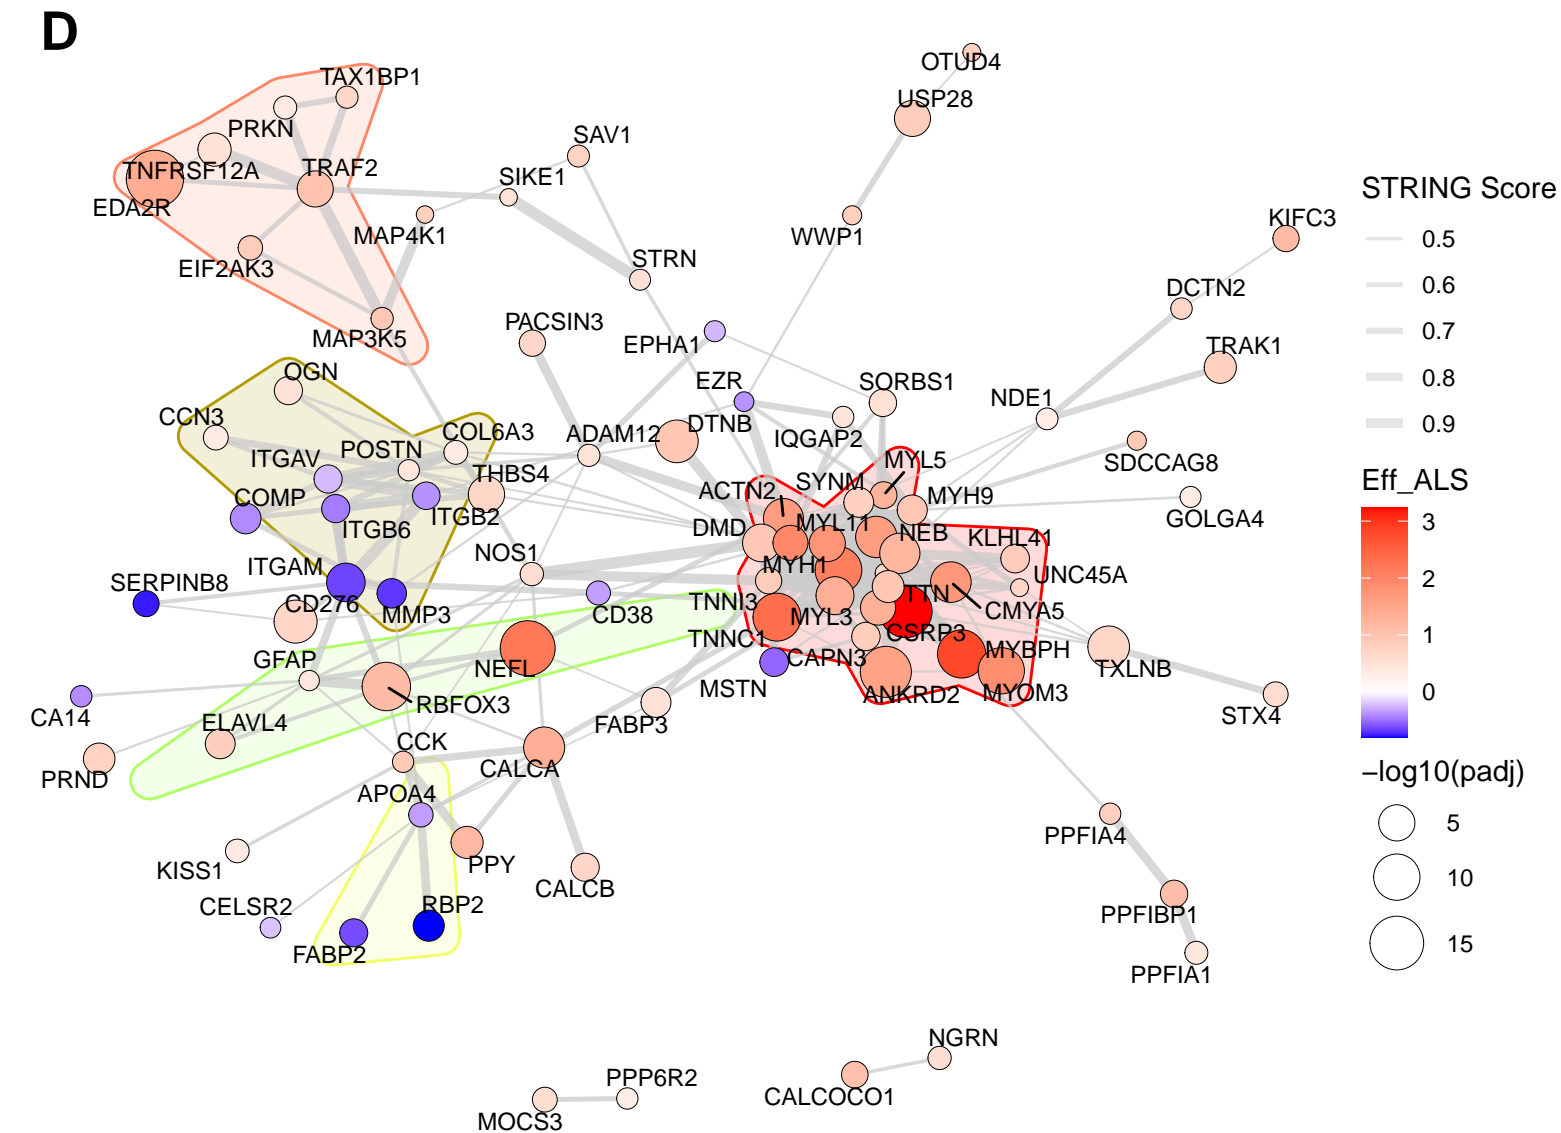 D
OTUD4
TAX1BP1
USP28
PRKN
SAV1
TNFRSF12A
TRAF2
SIKE1
STRING Score
EDA2R
KIFC3
MAP4K1
WWP1
0.5
EIF2AK3
STRN
0.6
DCTN2
PACSIN3
0.7
MAP3K5
EPHA1
TRAK1
OGN
EZR
SORBS1
0.8
NDE1
CCN3
DTNB
0.9
POSTN
COL6A3
ADAM12
IQGAP2
ITGAV
MYL5
SDCCAG8
THBS4
SYNM
Eff_ALS
COMP
ACTN2
MYH9
ITGB2
GOLGA4
3
ITGB6
DMD
MYL11
NEB
KLHL41
NOS1
ITGAM
MYH1
UNC45A
2
SERPINB8
CD276
MMP3
CD38
TNNI3
MYL3
TTN
CMYA5
TNNC1
CSRP3
1
GFAP
NEFL
CAPN3
MYBPH
TXLNB
MSTN
ANKRD2
MYOM3
0
CA14
RBFOX3
STX4
ELAVL4
FABP3
CCK
PRND
CALCA
−log10(padj)
APOA4
5
PPFIA4
KISS1
PPY
10
CALCB
CELSR2
RBP2
PPFIBP1
15
FABP2
PPFIA1
NGRN
PPP6R2
CALCOCO1
MOCS3